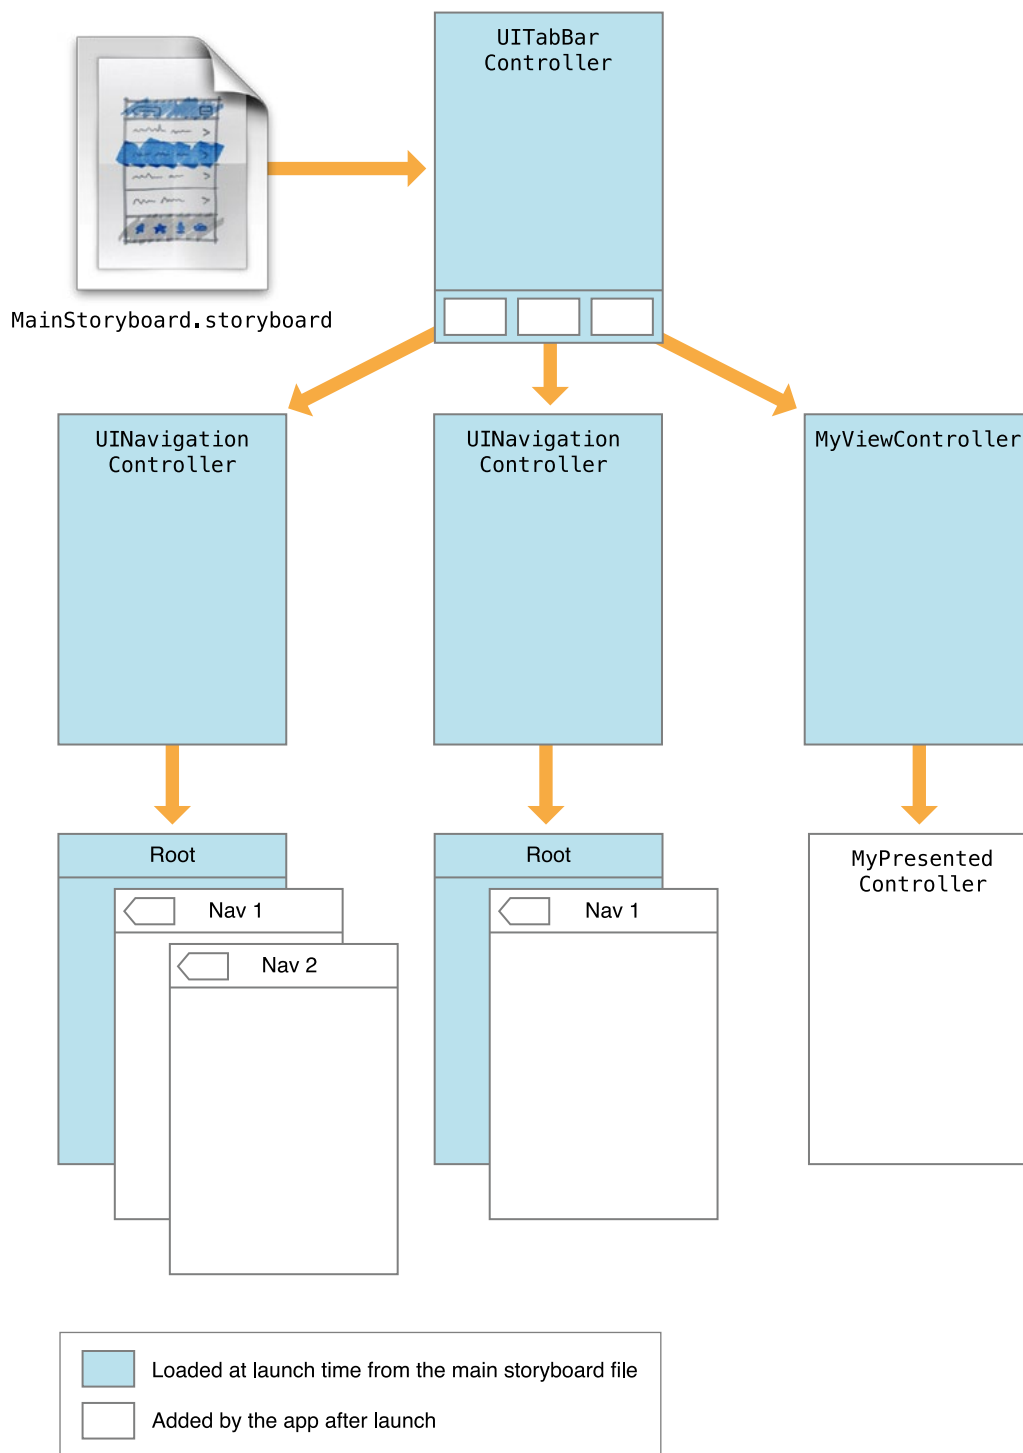 UITabBar
Controller
MainStoryboard.storyboard
UINavigation
Controller
UINavigation
Controller
MyViewController
Root
Nav 1
Nav 2
Root
Nav 1
MyPresented
Controller
Loaded at launch time from the main storyboard file
Added by the app after launch